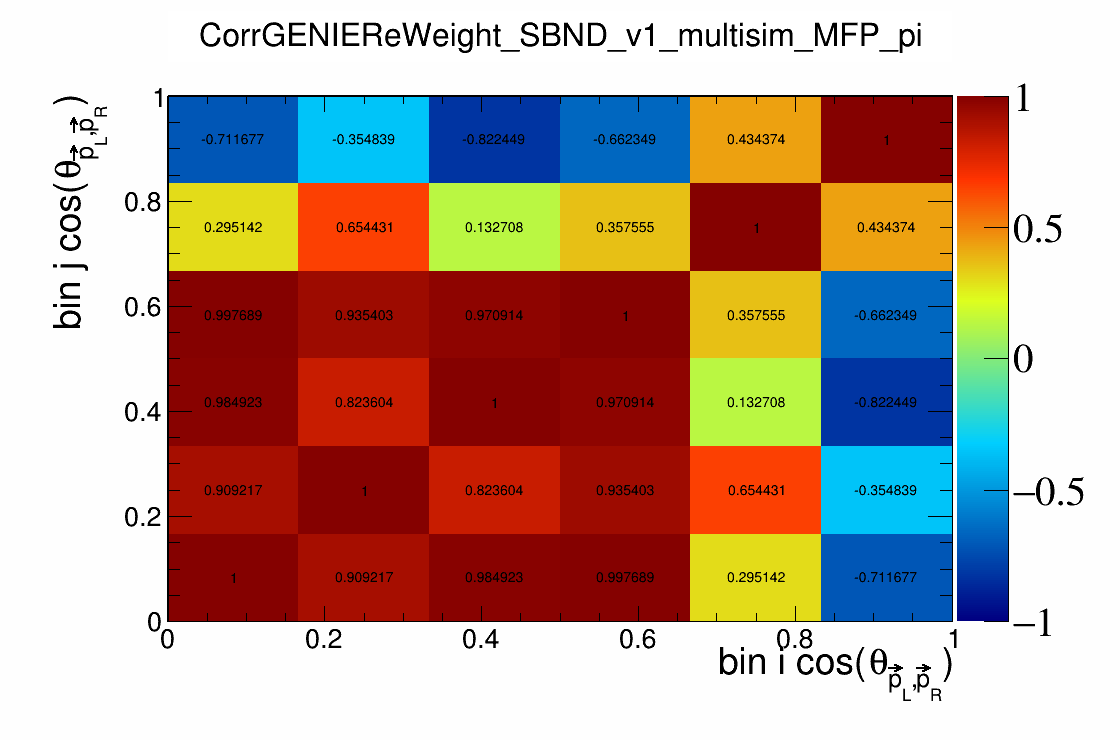 CorrGENIEReWeight_SBND_v1_multisim_MFP_pi
bin j cos(θ p⃗L,p⃗R)
1
0.8
0.6
0.4
0.2
0
-0.711677 -0.354839 -0.822449 -0.662349 0.434374 1
0.295142 0.654431 0.132708 0.357555 1 0.434374
0.997689 0.935403 0.970914 1 0.357555 -0.662349
0.984923 0.823604 1 0.970914 0.132708 -0.822449
0.909217 1 0.823604 0.935403 0.654431 -0.354839
1 0.909217 0.984923 0.997689 0.295142 -0.711677
0 0.2 0.4 0.6 0.8 1
bin i cos(θ p⃗L,p⃗R)
1
0.5
0
−0.5
−1